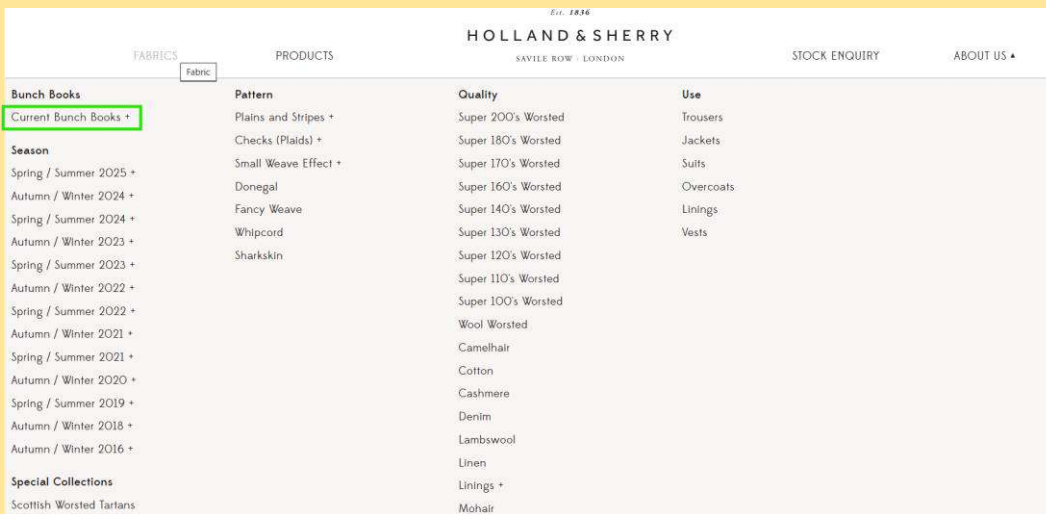 Est. 1836
HOLLAND & SHERRY
SAVILE ROW · LONDON
FABRICS
PRODUCTS
STOCK ENQUIRY
ABOUT US ▲
Fabric
Bunch Books
Current Bunch Books +
Season
Spring / Summer 2025 +
Autumn / Winter 2024 +
Spring / Summer 2024 +
Autumn / Winter 2023 +
Spring / Summer 2023 +
Autumn / Winter 2022 +
Spring / Summer 2022 +
Autumn / Winter 2021 +
Spring / Summer 2021 +
Autumn / Winter 2020 +
Spring / Summer 2019 +
Autumn / Winter 2018 +
Autumn / Winter 2016 +
Special Collections
Scottish Worsted Tartans
Pattern
Plains and Stripes +
Checks (Plaids) +
Small Weave Effect +
Donegal
Fancy Weave
Whipcord
Sharkskin
Quality
Super 200's Worsted
Super 180's Worsted
Super 170's Worsted
Super 160's Worsted
Super 140's Worsted
Super 130's Worsted
Super 120's Worsted
Super 110's Worsted
Super 100's Worsted
Wool Worsted
Camelhair
Cotton
Cashmere
Denim
Lambswool
Linen
Linings +
Mohair
Use
Trousers
Jackets
Suits
Overcoats
Linings
Vests